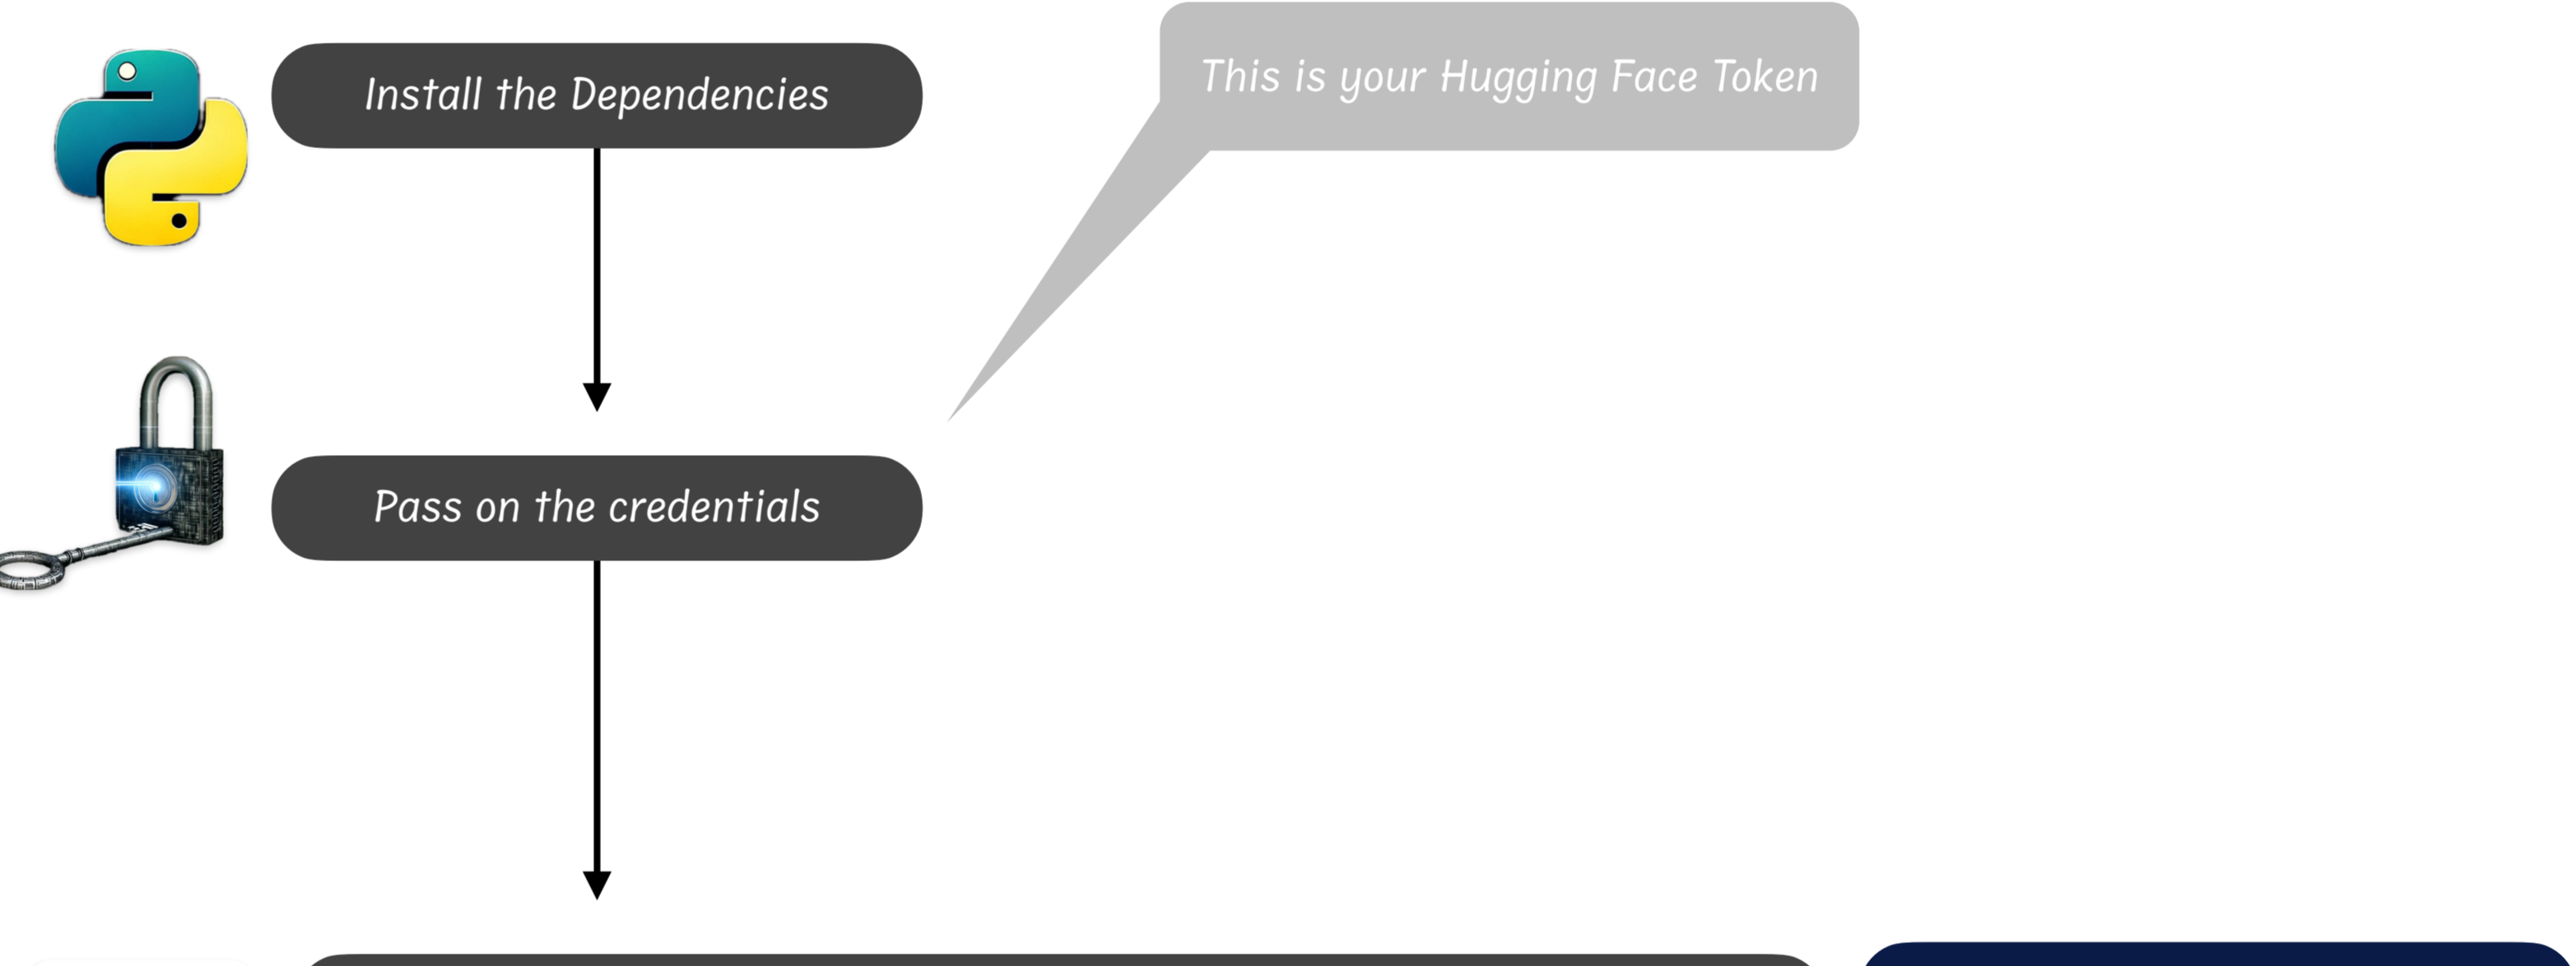 Install the Dependencies
This is your Hugging Face Token
Pass on the credentials